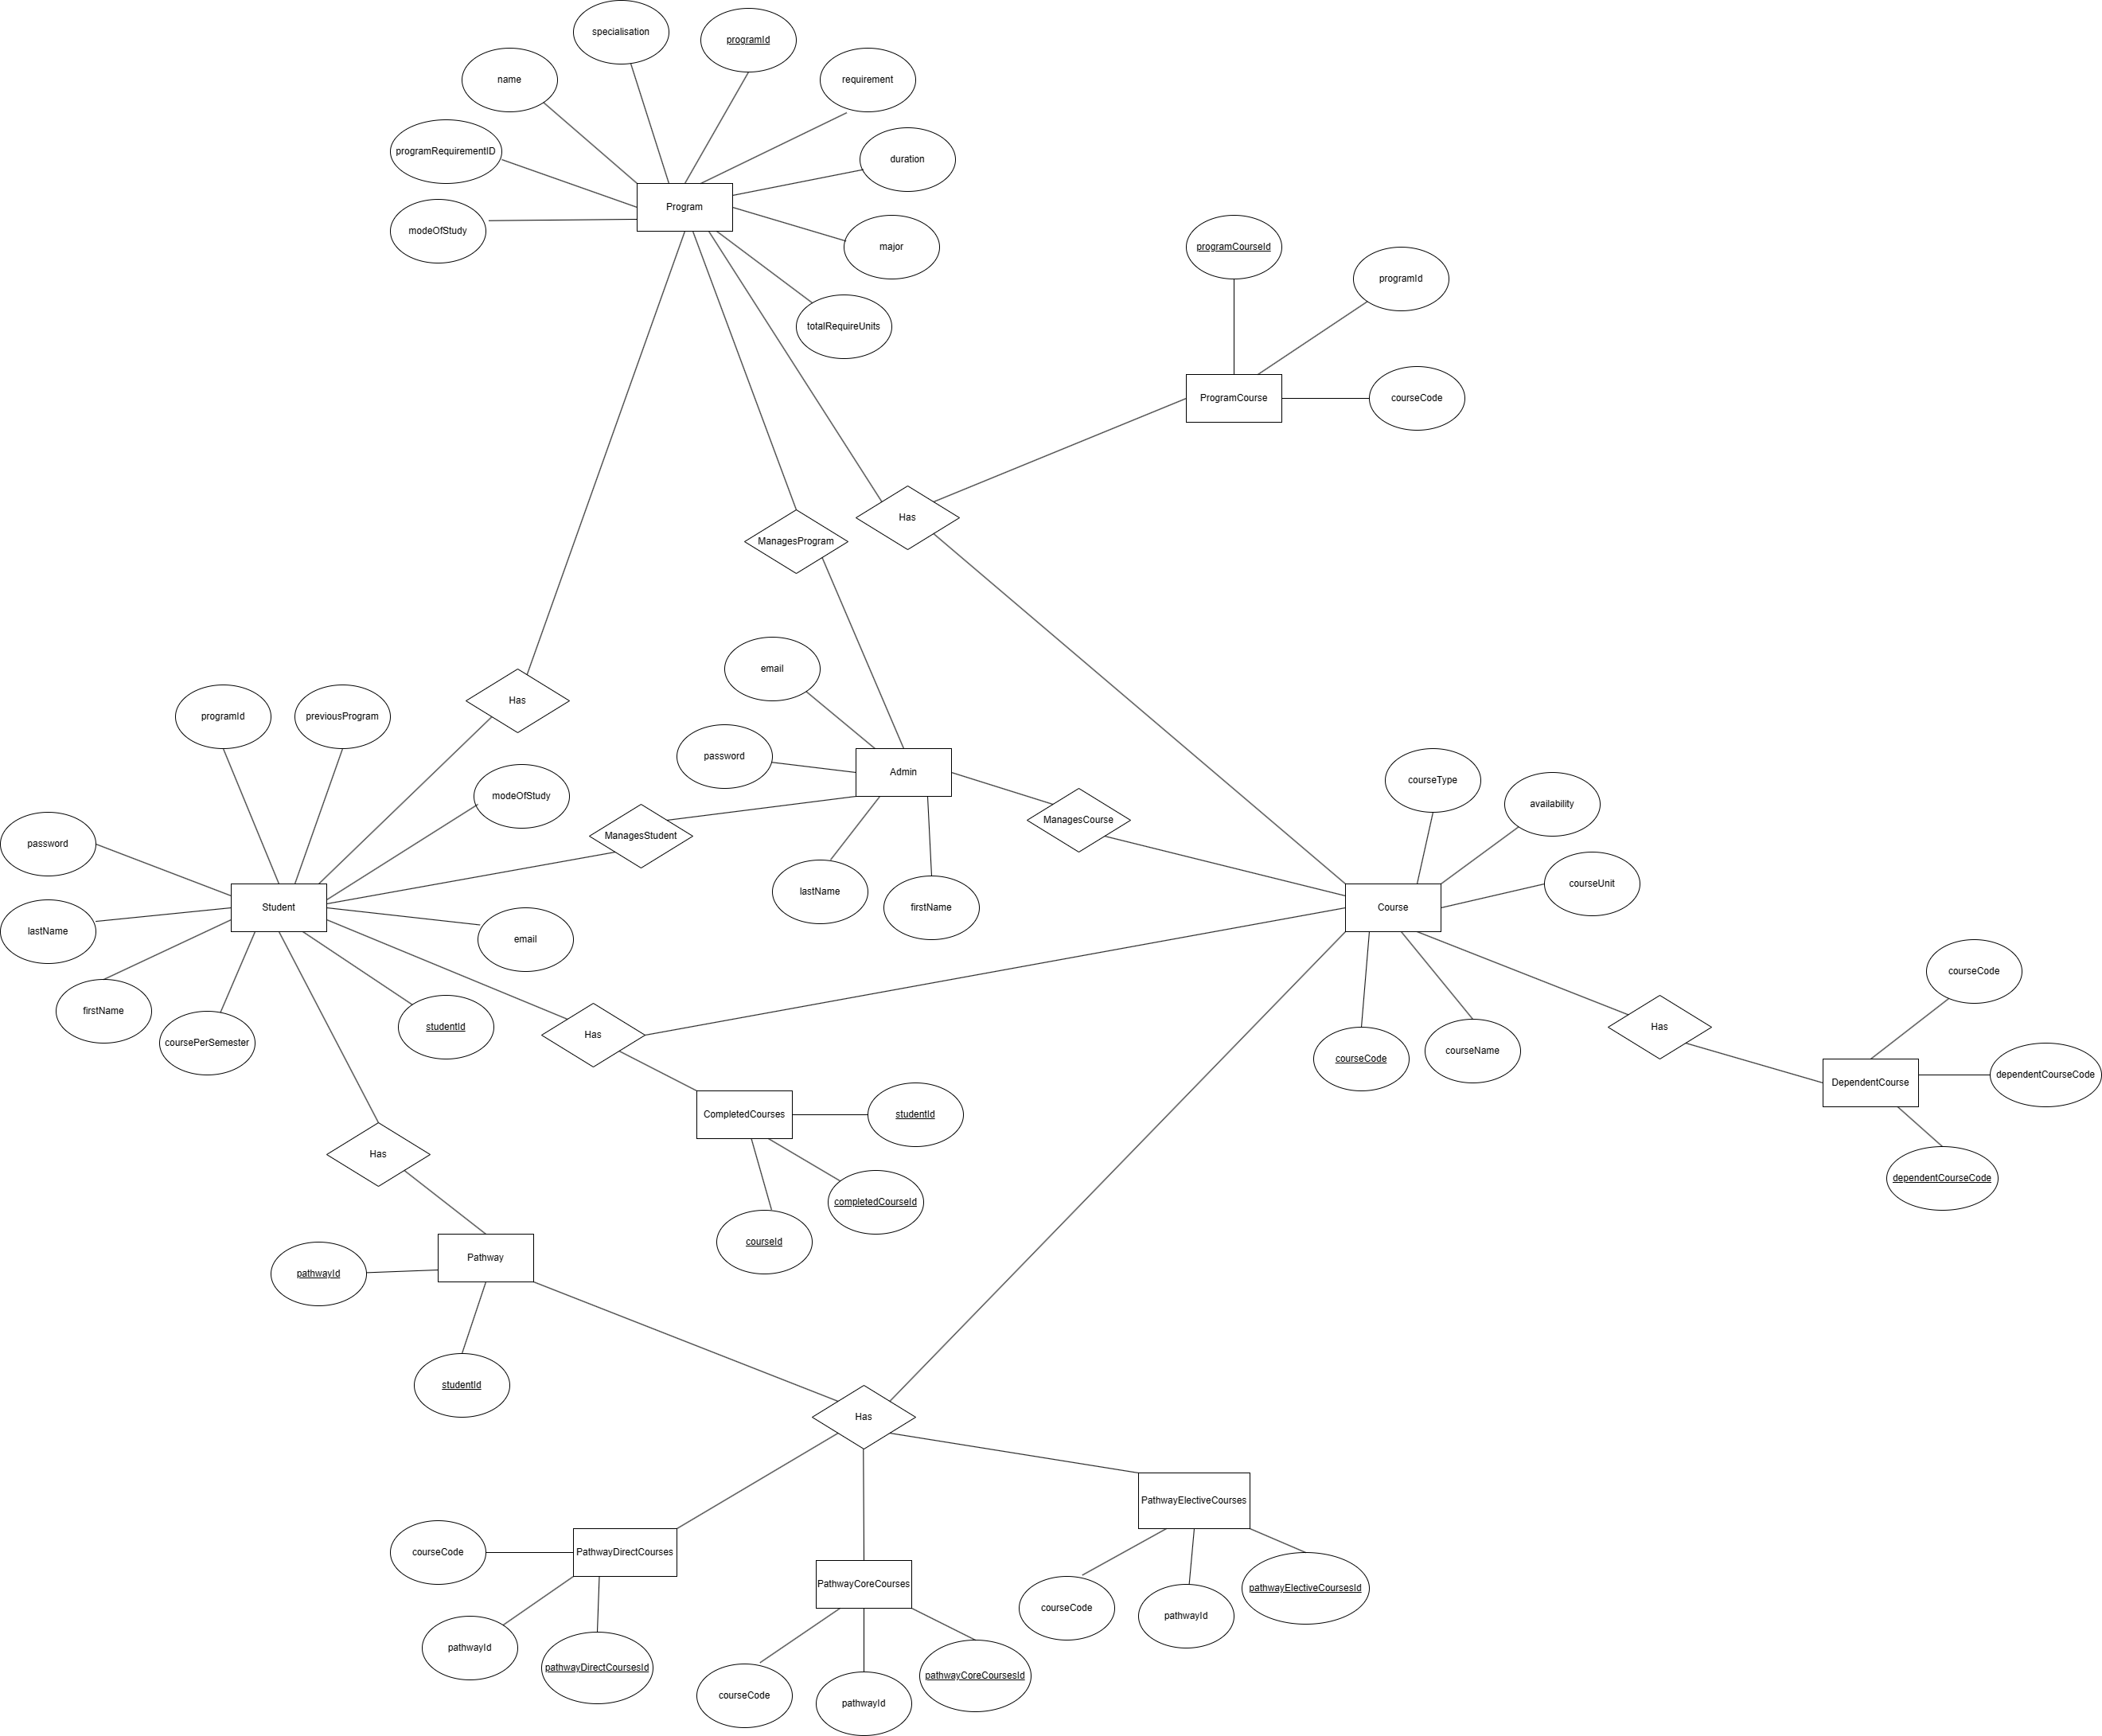 specialisation
programId
name
requirement
programRequirementID
duration
Program
modeOfStudy
major
programCourseId
programId
totalRequireUnits
ProgramCourse
courseCode
Has
ManagesProgram
email
Has
programId
previousProgram
password
Admin
courseType
modeOfStudy
availability
ManagesStudent
ManagesCourse
password
lastName
courseUnit
Student
firstName
Course
lastName
email
courseCode
firstName
coursePerSemester
studentId
Has
Has
courseName
courseCode
dependentCourseCode
DependentCourse
CompletedCourses
studentId
Has
dependentCourseCode
completedCourseId
courseId
Pathway
pathwayId
studentId
Has
PathwayElectiveCourses
courseCode
PathwayDirectCourses
PathwayCoreCourses
pathwayElectiveCoursesId
courseCode
pathwayId
pathwayId
pathwayDirectCoursesId
pathwayCoreCoursesId
courseCode
pathwayId